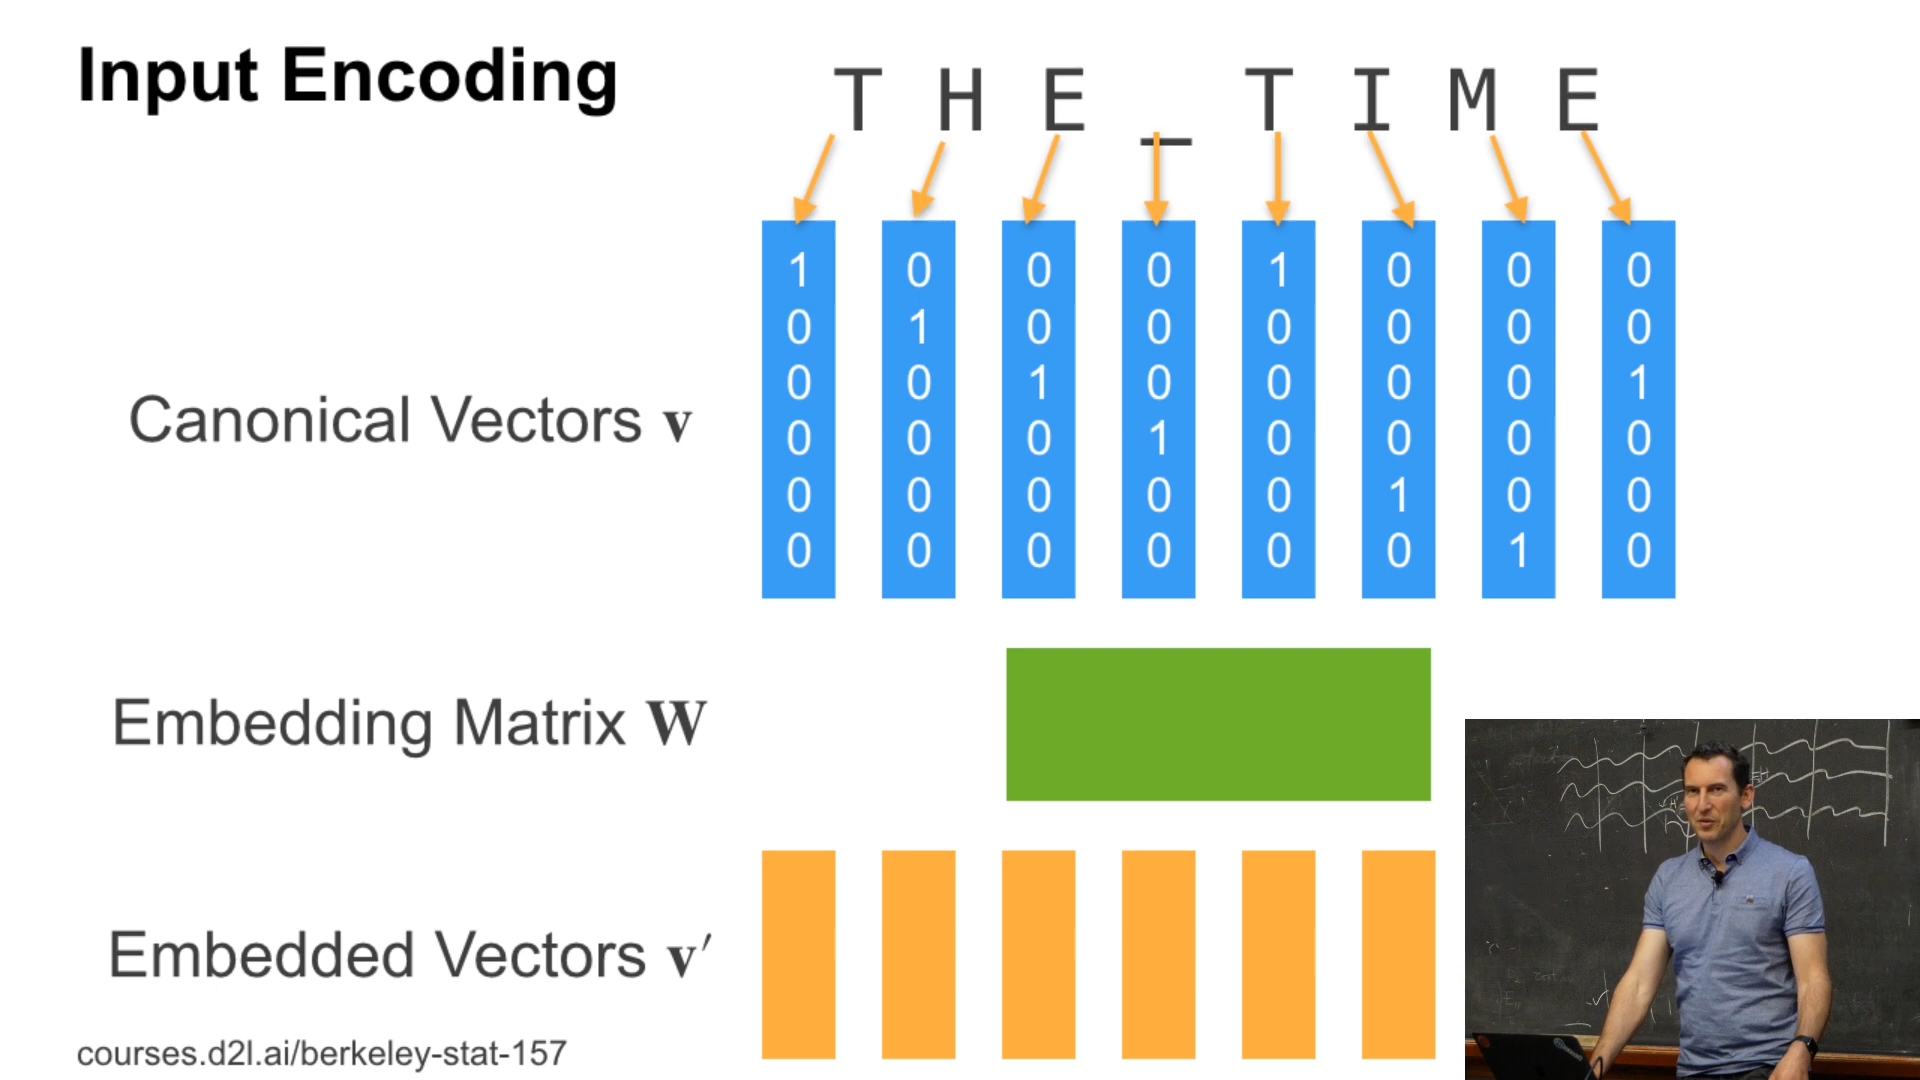 Input Encoding
T H E _ T I M E
1 0 0 0 1 0 0 0
0 1 0 0 0 0 0 0
0 0 1 0 0 0 0 1
Canonical Vectors v
0 0 0 1 0 0 0 0
0 0 0 0 0 1 0 0
0 0 0 0 0 0 1 0
Embedding Matrix W
Embedded Vectors v′
courses.d2l.ai/berkeley-stat-157